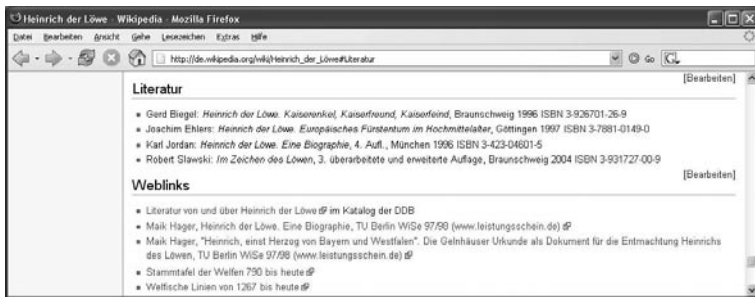 Heinrich der Löwe - Wikipedia - Mozilla Firefox
Datei Bearbeiten Ansicht Gehe Lesezeichen Extras Hilfe
http://de.wikipedia.org/wiki/Heinrich_der_Löwe#Literatur Go
[Bearbeiten]
Literatur
Gerd Biegel: Heinrich der Löwe. Kaiserenkel, Kaiserfreund, Kaiserfeind, Braunschweig 1996 ISBN 3-926701-26-9
Joachim Ehlers: Heinrich der Löwe. Europäisches Fürstentum im Hochmittelalter, Göttingen 1997 ISBN 3-7881-0149-0
Karl Jordan: Heinrich der Löwe. Eine Biographie, 4. Aufl., München 1996 ISBN 3-423-04601-5
Robert Slawski: Im Zeichen des Löwen, 3. überarbeitete und erweiterte Auflage, Braunschweig 2004 ISBN 3-931727-00-9
[Bearbeiten]
Weblinks
Literatur von und über Heinrich der Löwe im Katalog der DDB
Maik Hager, Heinrich der Löwe. Eine Biographie, TU Berlin WiSe 97/98 (www.leistungsschein.de)
Maik Hager, "Heinrich, einst Herzog von Bayern und Westfalen". Die Gelnhäuser Urkunde als Dokument für die Entmachtung Heinrichs
des Löwen, TU Berlin WiSe 97/98 (www.leistungsschein.de)
Stammtafel der Welfen 790 bis heute
Welfische Linien von 1267 bis heute